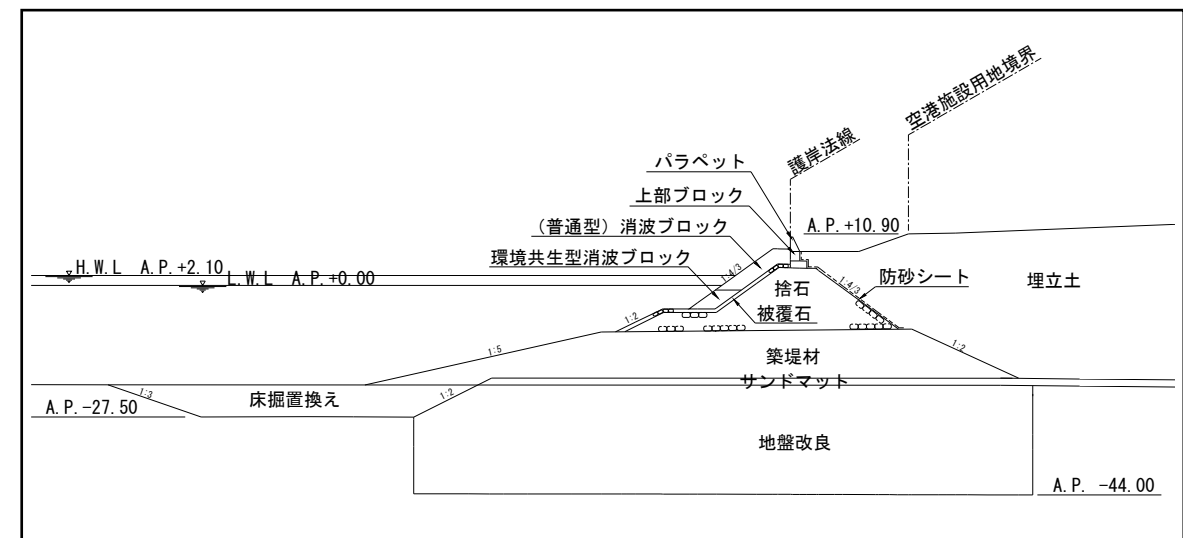 空港施設用地境界
護岸法線
パラペット
上部ブロック
A.P.+10.90
(普通型) 消波ブロック
環境共生型消波ブロック
H.W.L A.P.+2.10
L.W.L A.P.+0.00
1:4/3
1:4/3
防砂シート
捨石
埋立土
被覆石
1:2
1:5
築堤材
1:2
サンドマット
1:3
床掘置換え
1:2
A.P.-27.50
地盤改良
A.P. -44.00